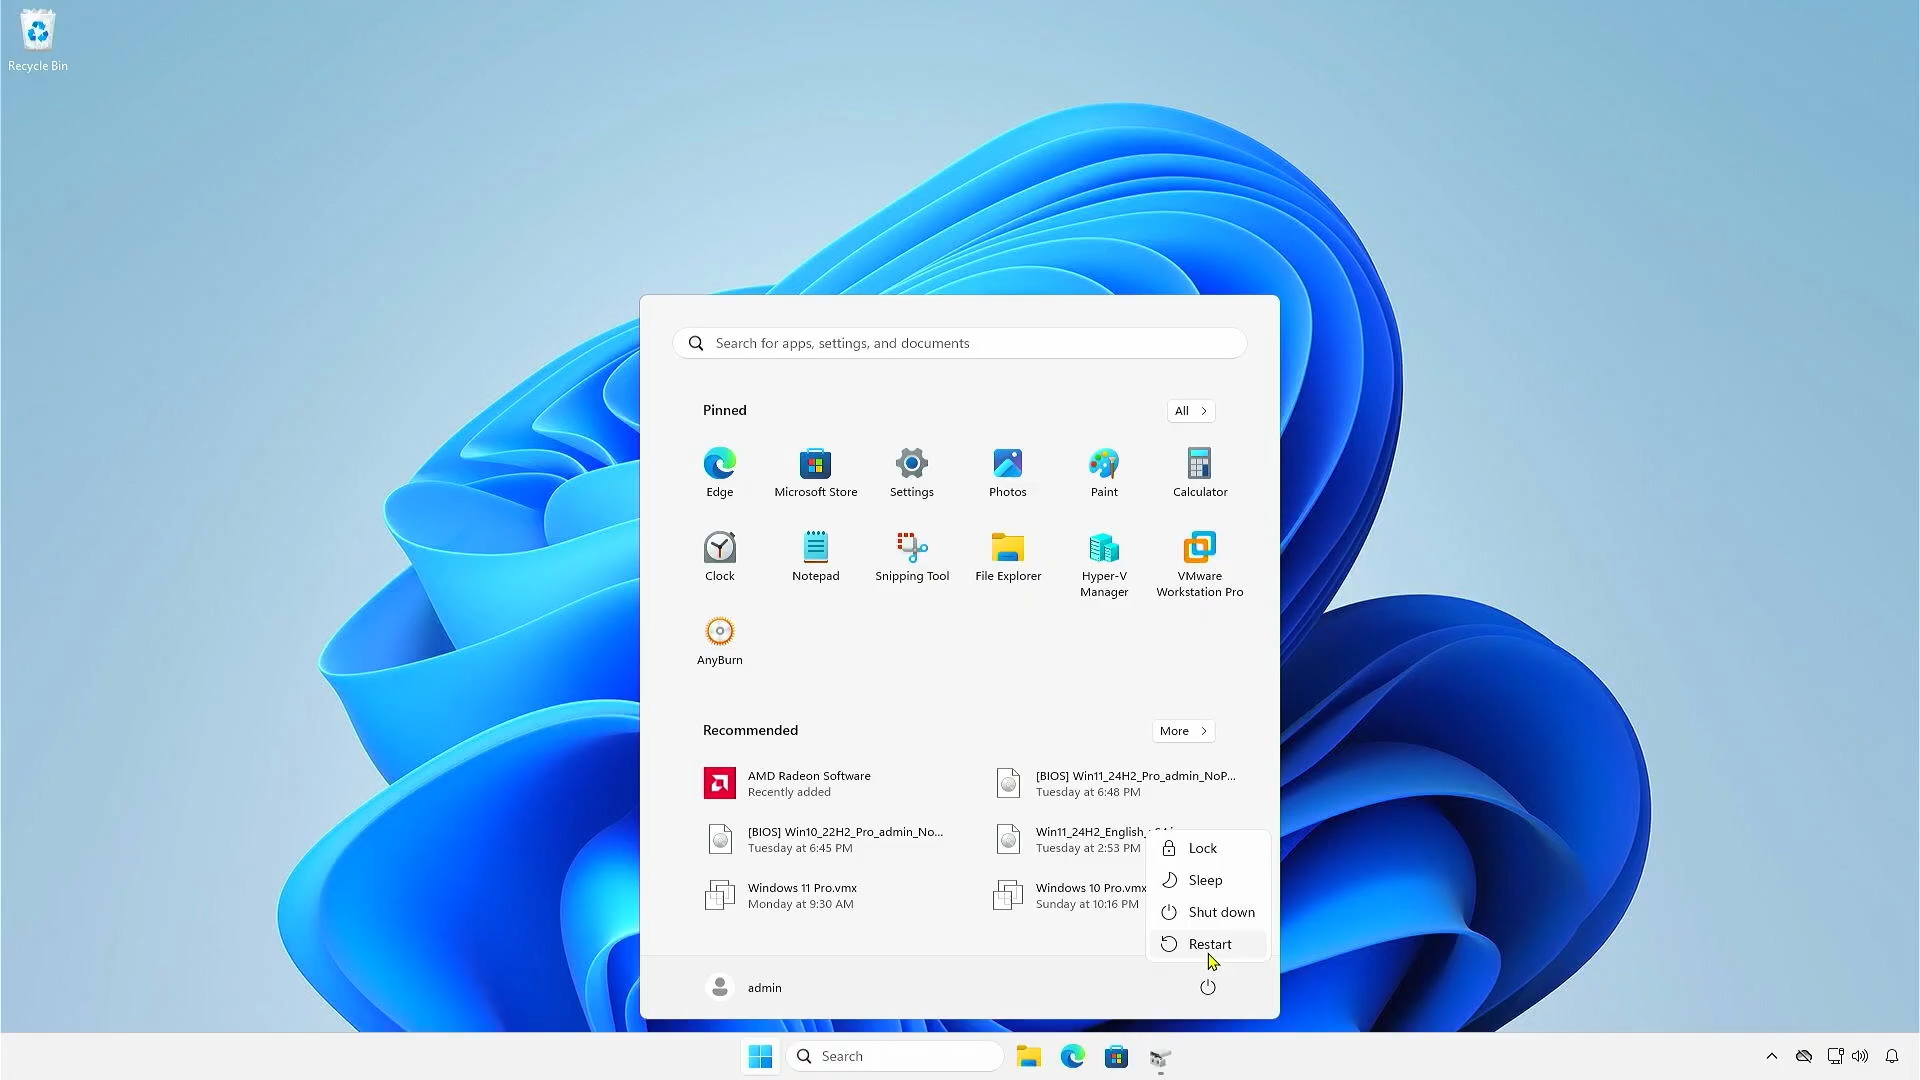 Recycle Bin
Search for apps, settings, and documents
Pinned
All
Edge
Microsoft Store
Settings
Photos
Paint
Calculator
Clock
Notepad
Snipping Tool
File Explorer
Hyper-V
Manager
VMware
Workstation Pro
AnyBurn
Recommended
More
AMD Radeon Software
Recently added
[BIOS] Win11_24H2_Pro_admin_NoP...
Tuesday at 6:48 PM
[BIOS] Win10_22H2_Pro_admin_No...
Tuesday at 6:45 PM
Win11_24H2_English_
Tuesday at 2:53 PM
Windows 11 Pro.vmx
Monday at 9:30 AM
Windows 10 Pro.vmx
Sunday at 10:16 PM
Lock
Sleep
Shut down
Restart
admin
Search